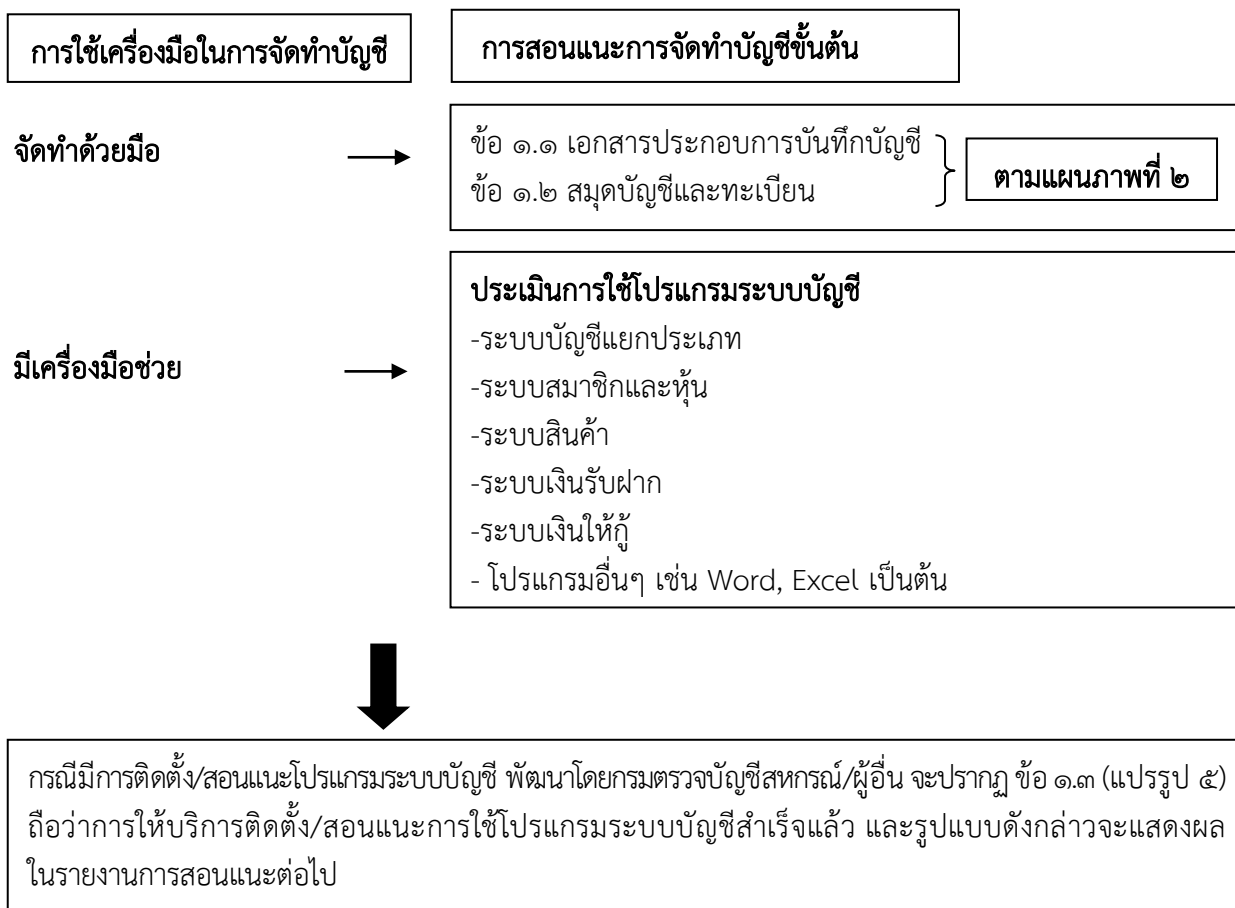 การใช้เครื่องมือในการจัดทำบัญชี
การสอนแนะการจัดทำบัญชีขั้นต้น
จัดทำด้วยมือ
ข้อ ๑.๑ เอกสารประกอบการบันทึกบัญชี
ข้อ ๑.๒ สมุดบัญชีและทะเบียน
ตามแผนภาพที่ ๒
มีเครื่องมือช่วย
ประเมินการใช้โปรแกรมระบบบัญชี
-ระบบบัญชีแยกประเภท
-ระบบสมาชิกและหุ้น
-ระบบสินค้า
-ระบบเงินรับฝาก
-ระบบเงินให้กู้
- โปรแกรมอื่นๆ เช่น Word, Excel เป็นต้น
กรณีมีการติดตั้ง/สอนแนะโปรแกรมระบบบัญชี พัฒนาโดยกรมตรวจบัญชีสหกรณ์/ผู้อื่น จะปรากฏ ข้อ ๑.๓ (แปรรูป ๕)
ถือว่าการให้บริการติดตั้ง/สอนแนะการใช้โปรแกรมระบบบัญชีสำเร็จแล้ว และรูปแบบดังกล่าวจะแสดงผล
ในรายงานการสอนแนะต่อไป